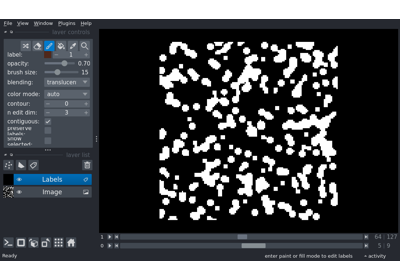 File View Window Plugins Help
layer controls
label: 1
opacity: 0.70
brush size: 15
blending: translucen
color mode: auto
contour: 0
n edit dim: 3
contiguous:
preserve
labels:
show
selected:
layer list
Labels
Image
1 64 127
0 5 9
Ready enter paint or fill mode to edit labels activity